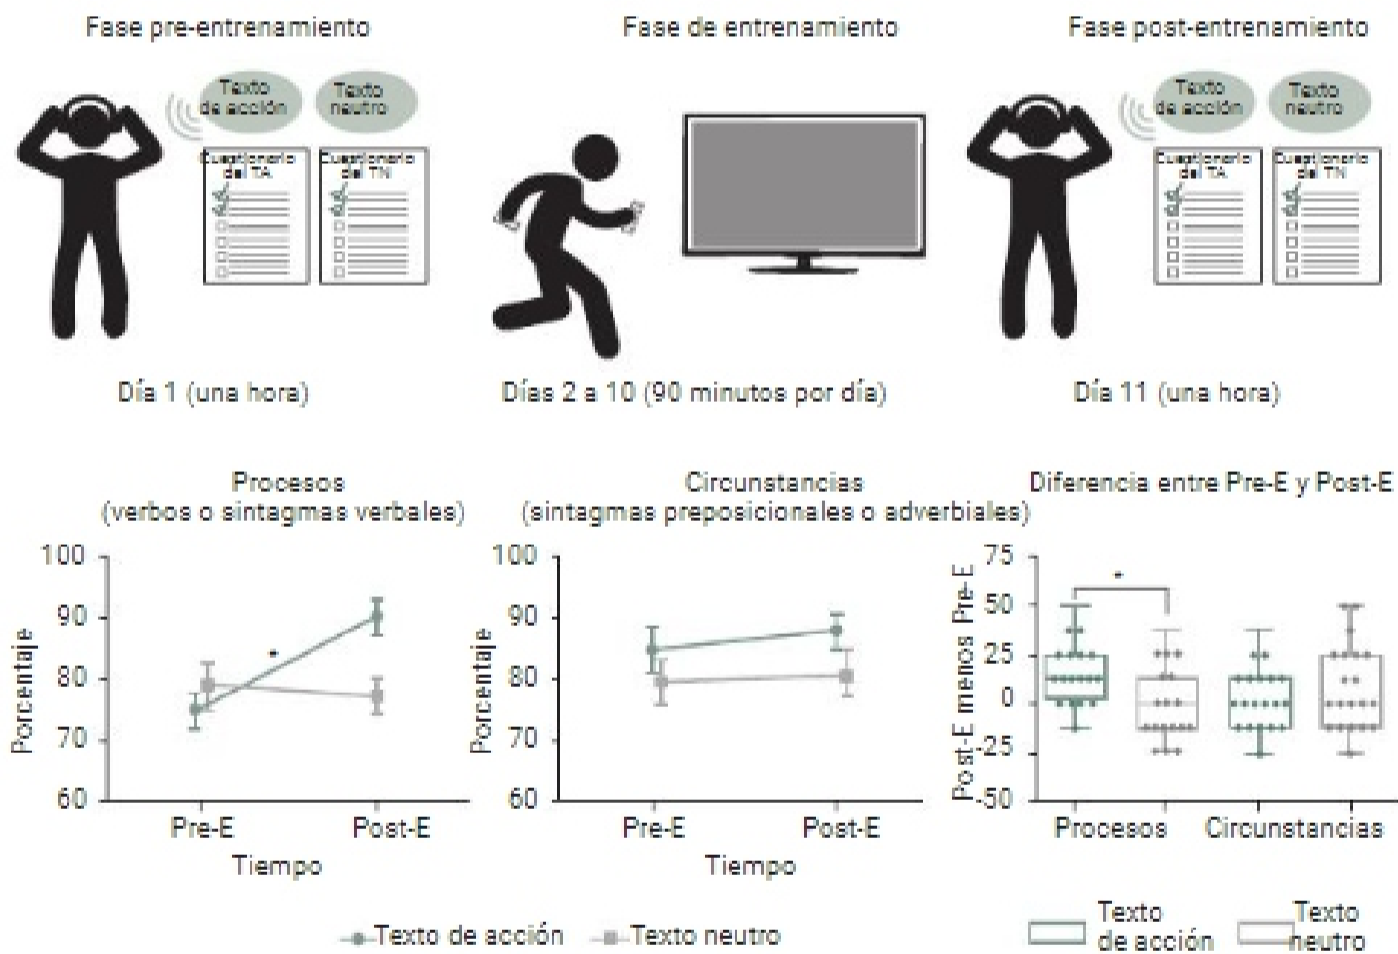 Fase pre-entrenamiento
Fase de entrenamiento
Fase post-entrenamiento
Texto
de acción
Texto
neutro
Cuestionario
del TA
Cuestionario
del TN
Texto
de acción
Texto
neutro
Cuestionario
del TA
Cuestionario
del TN
Día 1 (una hora)
Días 2 a 10 (90 minutos por día)
Día 11 (una hora)
Procesos
(verbos o sintagmas verbales)
Porcentaje
100
90
80
70
60
*
Pre-E
Post-E
Tiempo
Circunstancias
(sintagmas preposicionales o adverbiales)
Porcentaje
100
90
80
70
60
Pre-E
Post-E
Tiempo
Diferencia entre Pre-E y Post-E
Post-E menos Pre-E
75
50
25
0
-25
-50
*
Procesos
Circunstancias
Texto de acción
Texto neutro
Texto
de acción
Texto
neutro